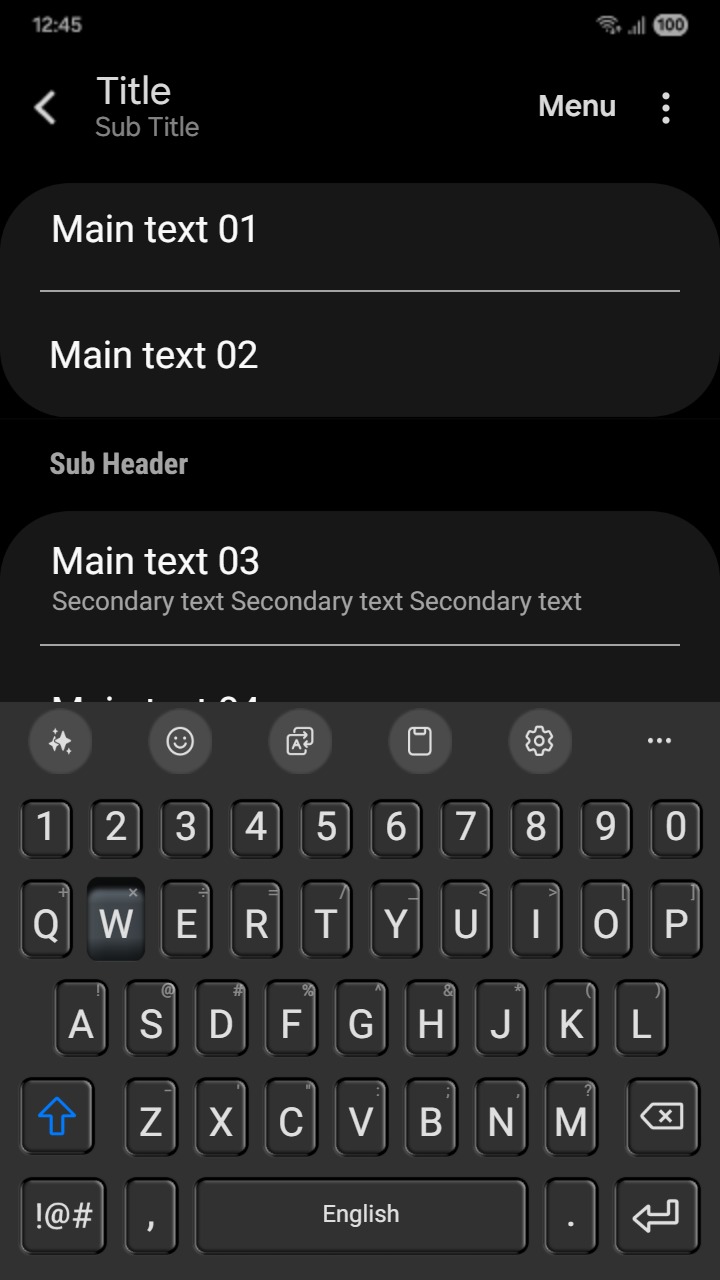 12:45
100
Title
Sub Title
Menu
Main text 01
Main text 02
Sub Header
Main text 03
Secondary text Secondary text Secondary text
1 2 3 4 5 6 7 8 9 0
+ × ÷ = / _ < > [ ]
Q W E R T Y U I O P
! @ # % ^ & * ( )
A S D F G H J K L
- ' " : ; , ?
Z X C V B N M
!@# , English .